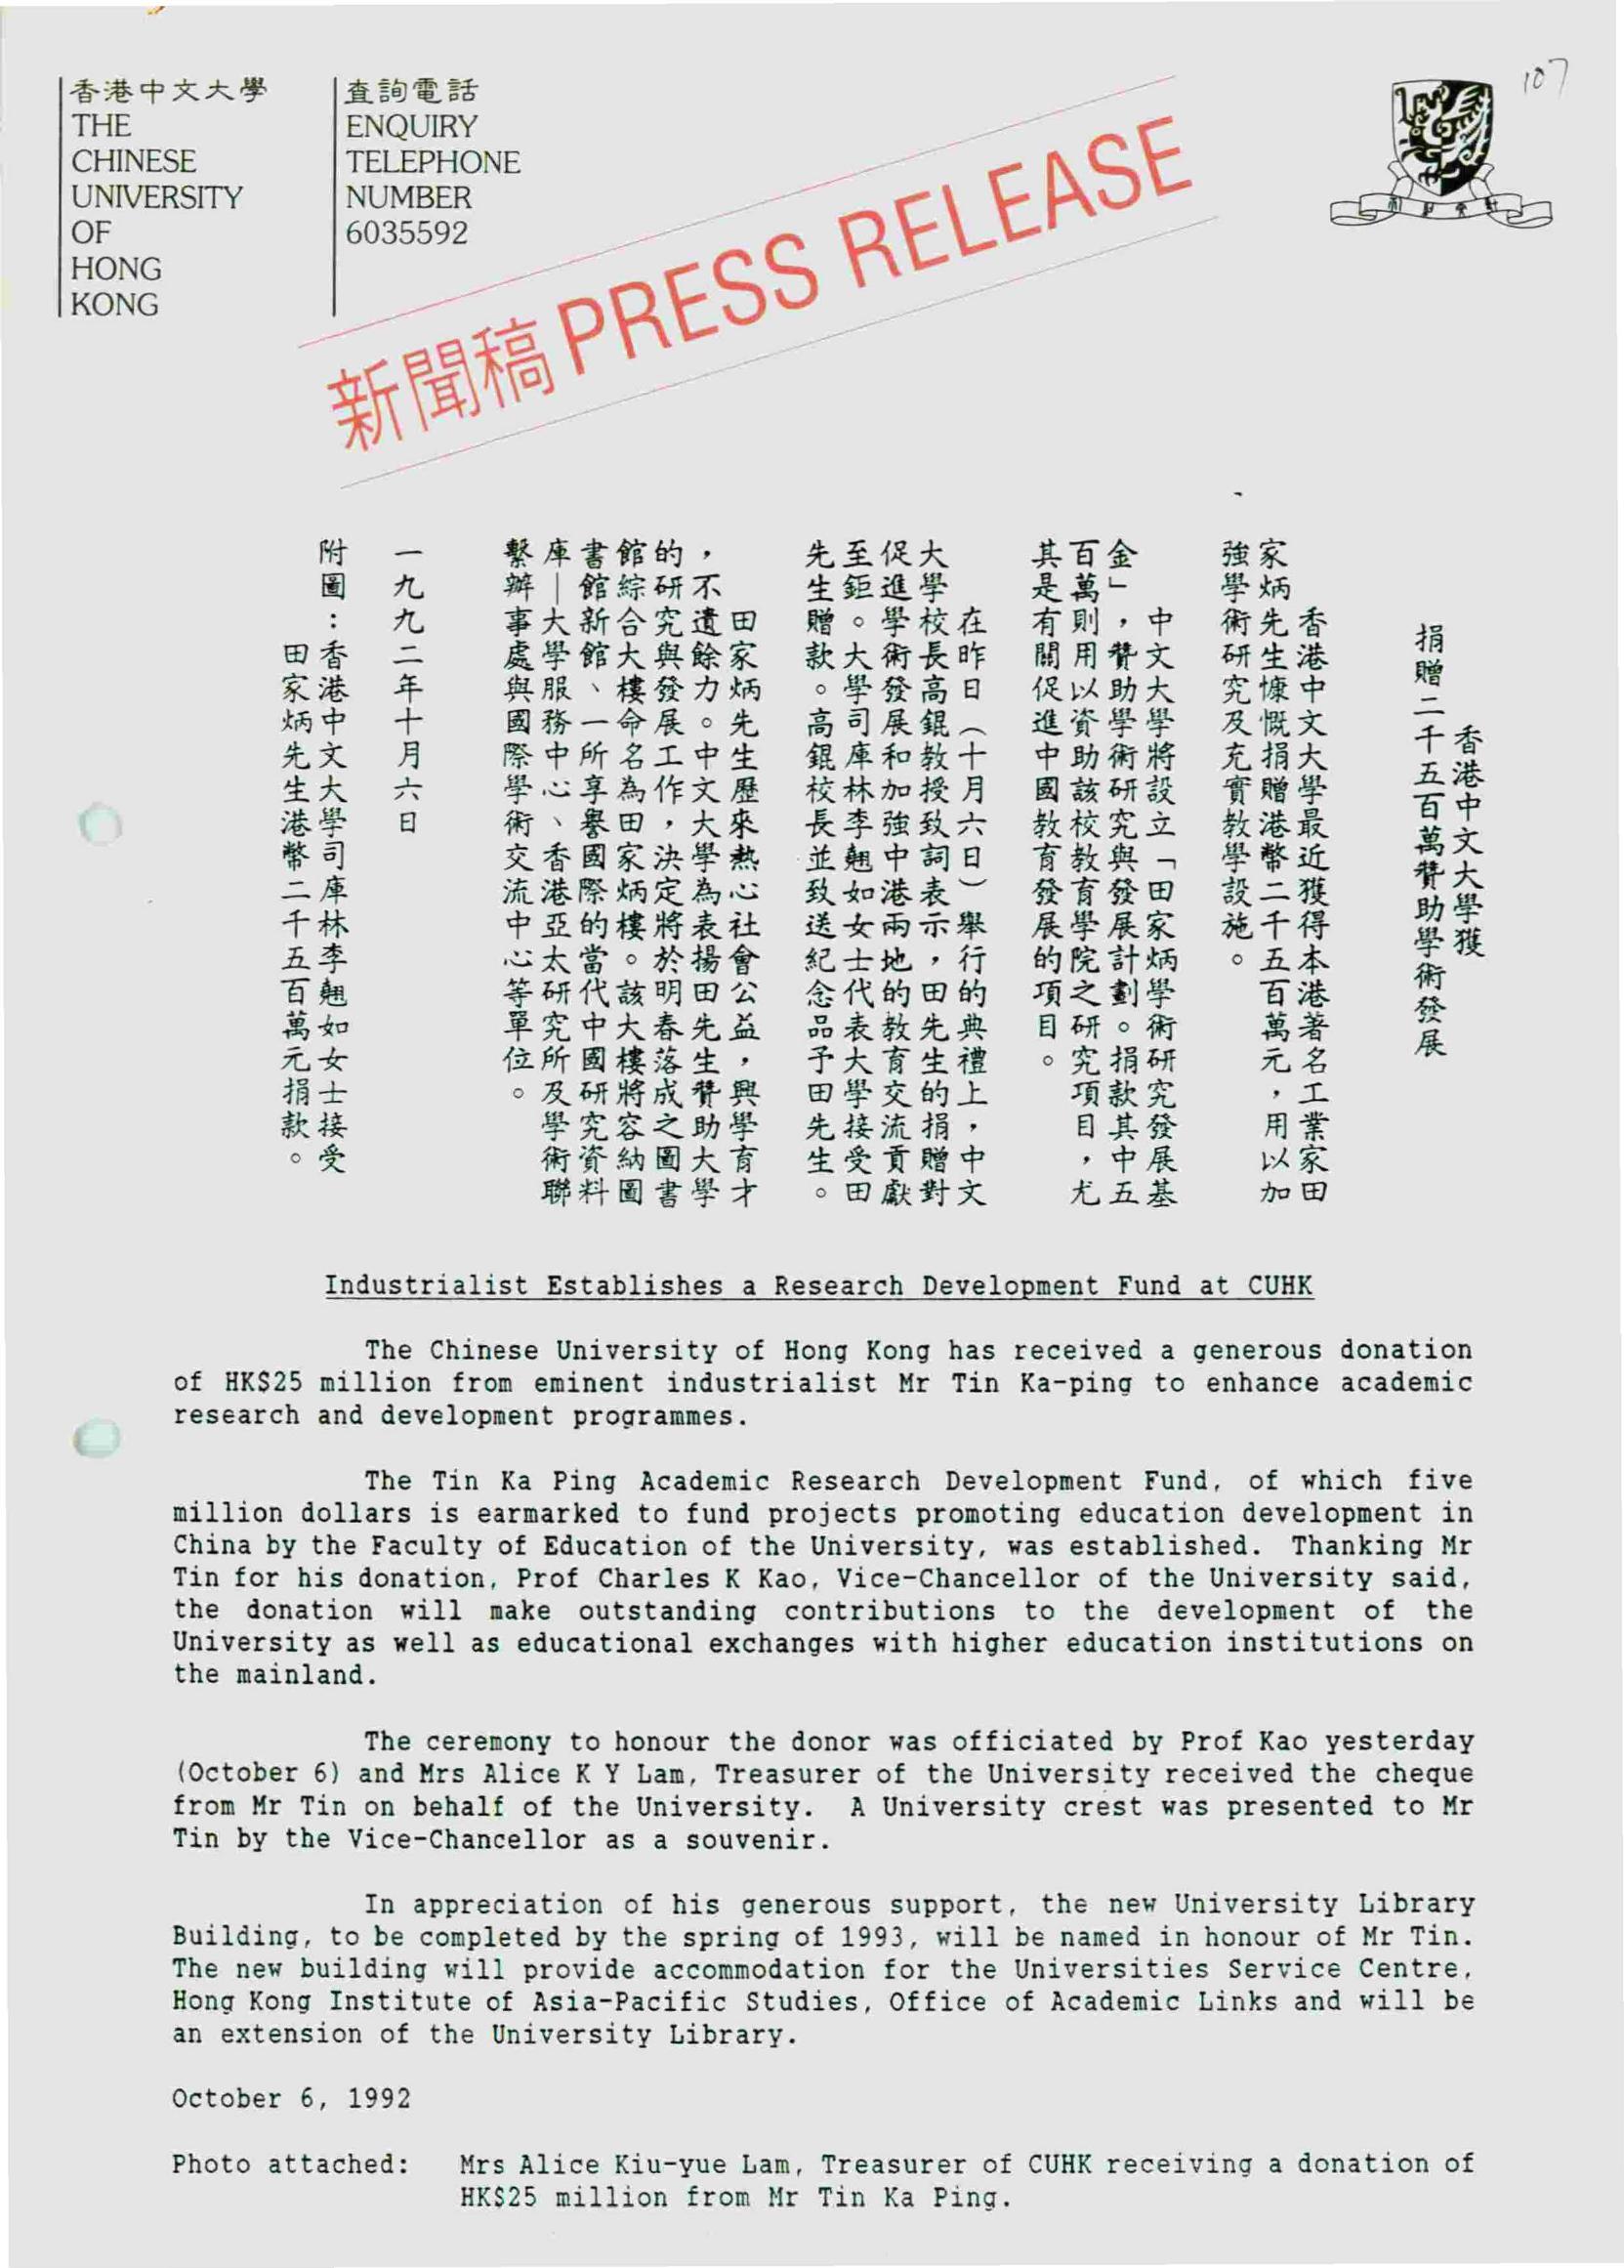 香港中文大學
THE
CHINESE
UNIVERSITY
OF
HONG
KONG
查詢電話
ENQUIRY
TELEPHONE
NUMBER
6035592
107
新聞稿 PRESS RELEASE
香港中文大學獲
捐贈二千五百萬贊助學術發展
香港中文大學最近獲得本港著名工業家田
家炳先生慷慨捐贈港幣二千五百萬元，用以加
強學術研究及充實教學設施。
中文大學將設立「田家炳學術研究發展基
金」，贊助學術研究與發展計劃。捐款其中五
百萬則用以資助該校教育學院之研究項目，尤
其是有關促進中國教育發展的項目。
在昨日（十月六日）舉行的典禮上，中文
大學校長高錕教授致詞表示，田先生的捐贈對
促進學術發展和加強中港兩地的教育交流貢獻
至鉅。大學司庫林李翹如女士代表大學接受田
先生贈款。高錕校長並致送紀念品予田先生。
田家炳先生歷來熱心社會公益，興學育才
，不遺餘力。中文大學為表揚田先生贊助大學
的研究與發展工作，決定將於明春落成之圖書
館綜合大樓命名為田家炳樓。該大樓將容納圖
書館新館、一所享譽國際的當代中國研究資料
庫—大學服務中心、香港亞太研究所及學術聯
繫辦事處與國際學術交流中心等單位。
一九九二年十月六日
附圖：香港中文大學司庫林李翹如女士接受
田家炳先生港幣二千五百萬元捐款。
Industrialist Establishes a Research Development Fund at CUHK
The Chinese University of Hong Kong has received a generous donation
of HK$25 million from eminent industrialist Mr Tin Ka-ping to enhance academic
research and development programmes.
The Tin Ka Ping Academic Research Development Fund, of which five
million dollars is earmarked to fund projects promoting education development in
China by the Faculty of Education of the University, was established. Thanking Mr
Tin for his donation, Prof Charles K Kao, Vice-Chancellor of the University said,
the donation will make outstanding contributions to the development of the
University as well as educational exchanges with higher education institutions on
the mainland.
The ceremony to honour the donor was officiated by Prof Kao yesterday
(October 6) and Mrs Alice K Y Lam, Treasurer of the University received the cheque
from Mr Tin on behalf of the University. A University crest was presented to Mr
Tin by the Vice-Chancellor as a souvenir.
In appreciation of his generous support, the new University Library
Building, to be completed by the spring of 1993, will be named in honour of Mr Tin.
The new building will provide accommodation for the Universities Service Centre,
Hong Kong Institute of Asia-Pacific Studies, Office of Academic Links and will be
an extension of the University Library.
October 6, 1992
Photo attached: Mrs Alice Kiu-yue Lam, Treasurer of CUHK receiving a donation of
HK$25 million from Mr Tin Ka Ping.